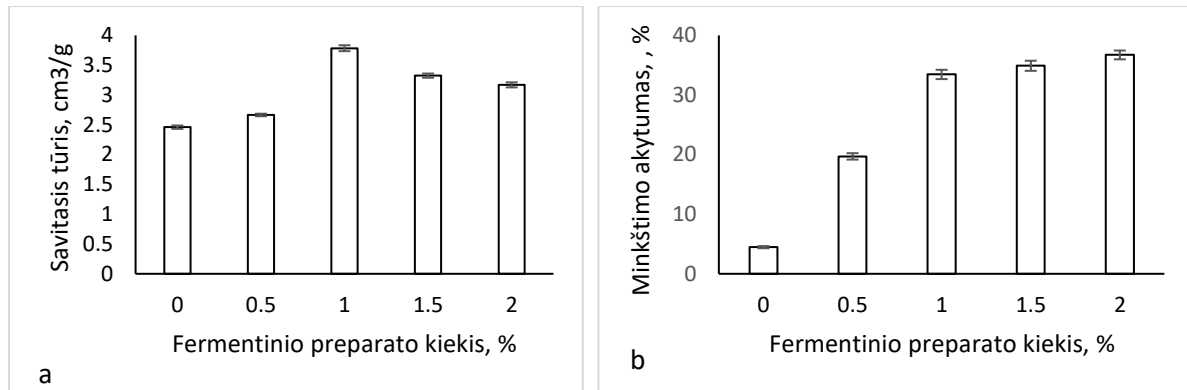 Savitasis tūris, cm3/g
4
3.5
3
2.5
2
1.5
1
0.5
0
0 0.5 1 1.5 2
Fermentinio preparato kiekis, %
a
Minkštimo akytumas, , %
40
30
20
10
0
0 0.5 1 1.5 2
Fermentinio preparato kiekis, %
b